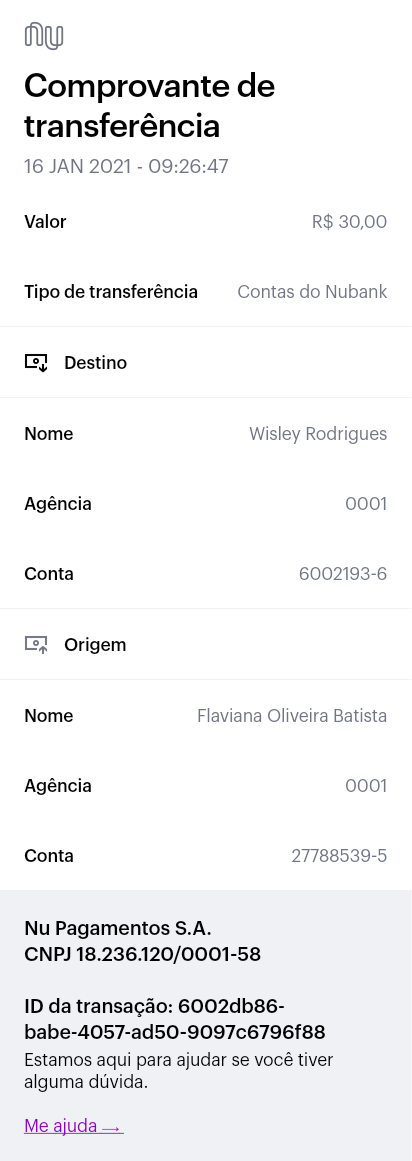 nu
Comprovante de
transferência
16 JAN 2021 - 09:26:47
Valor R$ 30,00
Tipo de transferência Contas do Nubank
Destino
Nome Wisley Rodrigues
Agência 0001
Conta 6002193-6
Origem
Nome Flaviana Oliveira Batista
Agência 0001
Conta 27788539-5
Nu Pagamentos S.A.
CNPJ 18.236.120/0001-58
ID da transação: 6002db86-
babe-4057-ad50-9097c6796f88
Estamos aqui para ajudar se você tiver
alguma dúvida.
Me ajuda →